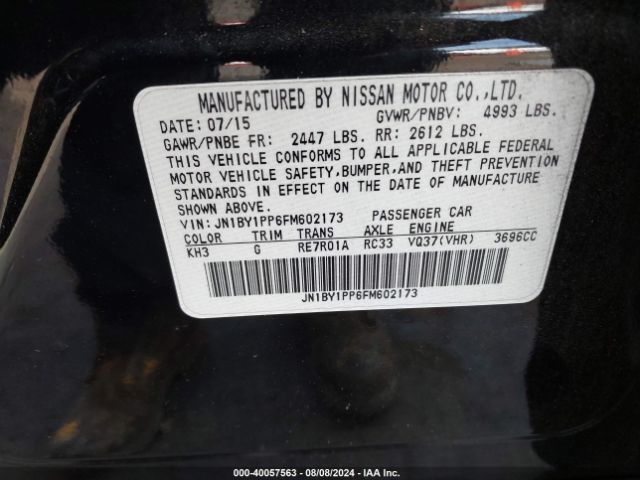 MANUFACTURED BY NISSAN MOTOR CO.,LTD.
DATE: 07/15 GVWR/PNBV: 4993 LBS.
GAWR/PNBE FR: 2447 LBS. RR: 2612 LBS.
THIS VEHICLE CONFORMS TO ALL APPLICABLE FEDERAL
MOTOR VEHICLE SAFETY, BUMPER, AND THEFT PREVENTION
STANDARDS IN EFFECT ON THE DATE OF MANUFACTURE
SHOWN ABOVE.
VIN: JN1BY1PP6FM602173 PASSENGER CAR
COLOR TRIM TRANS AXLE ENGINE
KH3 G RE7R01A RC33 VQ37(VHR) 3696CC
JN1BY1PP6FM602173
000-40057563 - 08/08/2024 - IAA Inc.